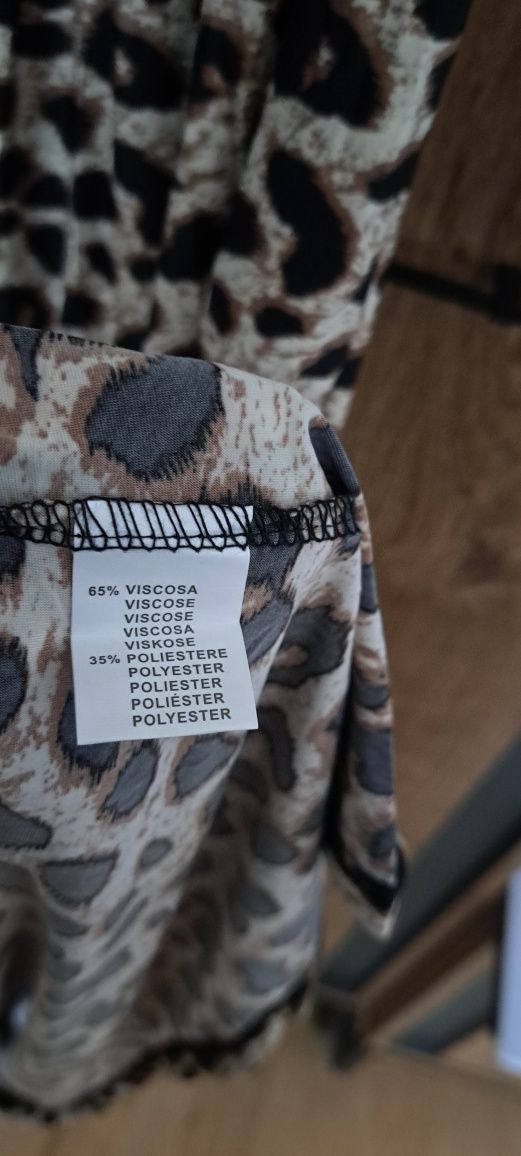 65% VISCOSA
VISCOSE
VISCOSE
VISCOSA
VISKOSE
35% POLIESTERE
POLYESTER
POLIESTER
POLIÉSTER
POLYESTER